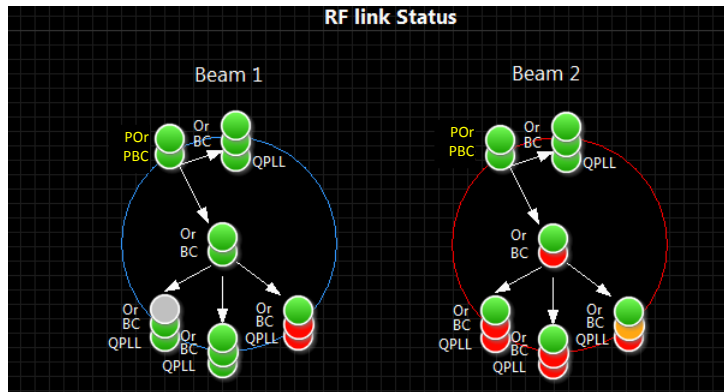 RF link Status
Beam 1
Beam 2
POr
PBC
Or
BC
QPLL
Or
BC
Or
BC
QPLL
Or
BC
QPLL
Or
BC
QPLL
POr
PBC
Or
BC
QPLL
Or
BC
Or
BC
QPLL
Or
BC
QPLL
Or
BC
QPLL